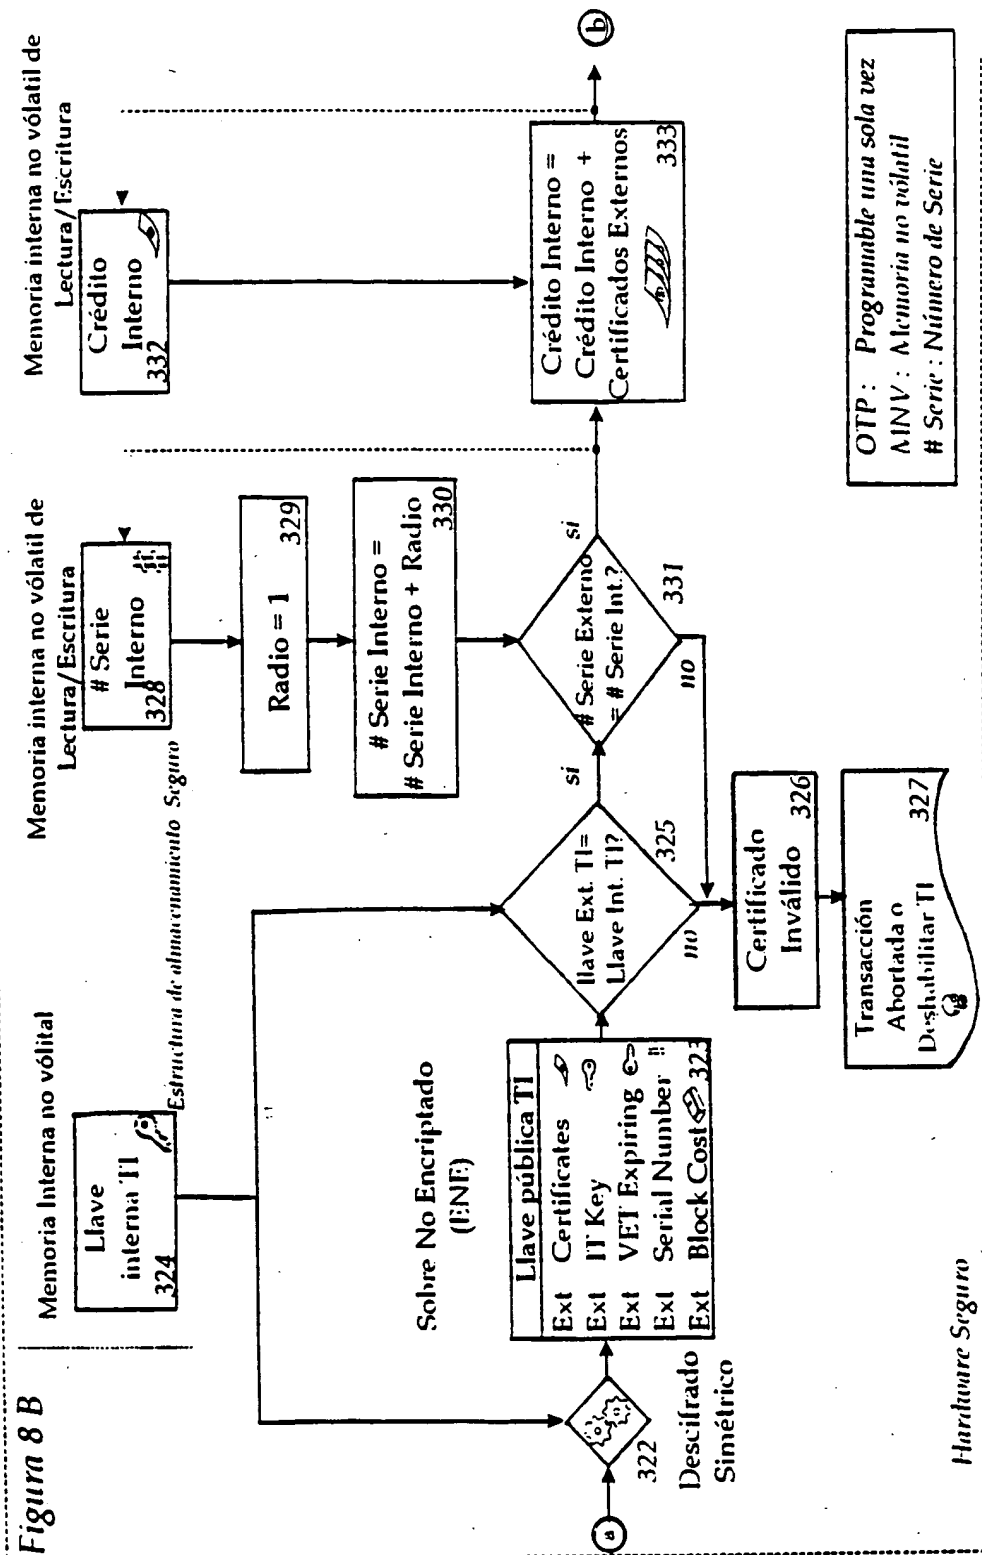 Figura 8 B
Memoria Interna no vólital
Llave
interna TI
324
Estructura de almacenamiento Seguro
Memoria interna no vólatil de
Lectura/Escritura
# Serie
Interno
328
Radio = 1
329
# Serie Interno =
# Serie Interno + Radio
330
Memoria interna no vólatil de
Lectura/Escritura
Crédito
Interno
332
a
322
Descifrado
Simétrico
Sobre No Encriptado
(ENE)
Llave pública TI
Ext Certificates
Ext IT Key
Ext VET Expiring
Ext Serial Number
Ext Block Cost
323
llave Ext. TI=
Llave Int. TI?
325
si
no
# Serie Externo
= # Serie Int.?
331
si
no
Crédito Interno =
Crédito Interno +
Certificados Externos
333
b
Certificado
Inválido
326
Transacción
Abortada o
Deshabilitar TI
327
OTP : Programable una sola vez
MNV : Memoria no vólatil
# Serie : Número de Serie
Hardware Seguro